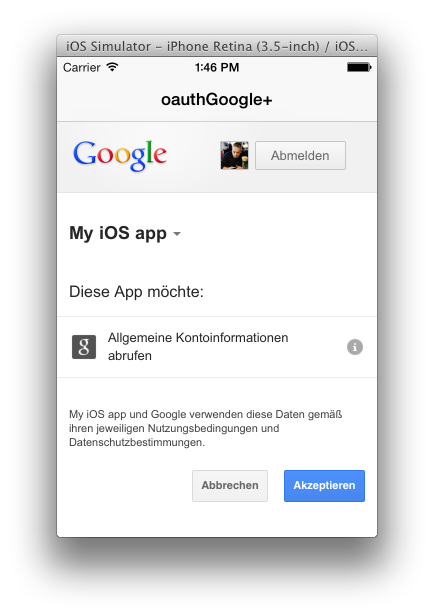 iOS Simulator – iPhone Retina (3.5-inch) / iOS...
Carrier 1:46 PM
oauthGoogle+
Google Abmelden
My iOS app
Diese App möchte:
g Allgemeine Kontoinformationen
abrufen i
My iOS app und Google verwenden diese Daten gemäß
ihren jeweiligen Nutzungsbedingungen und
Datenschutzbestimmungen.
Abbrechen Akzeptieren